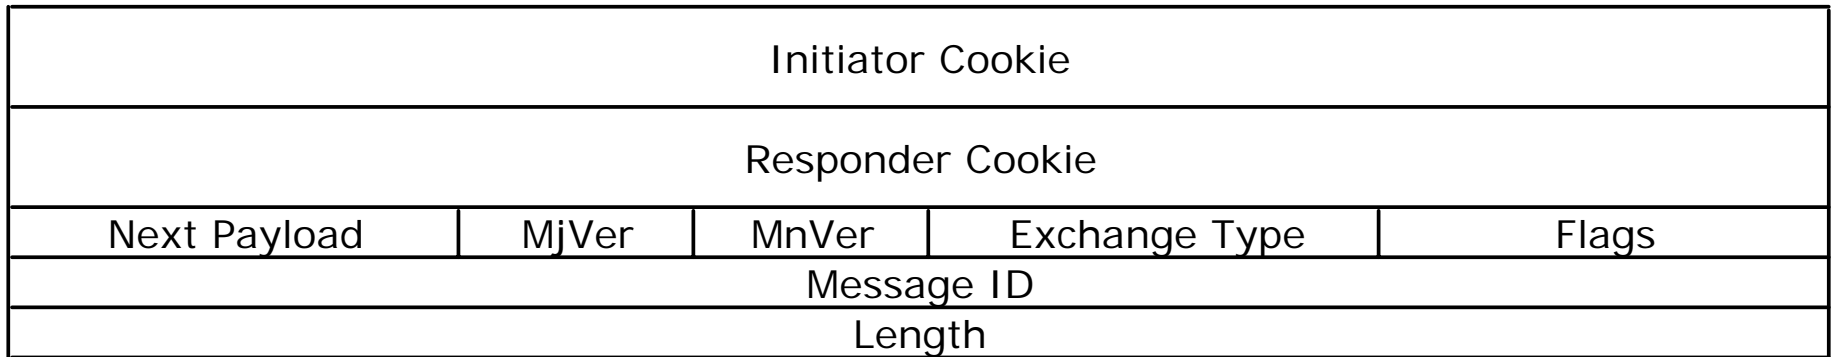 Initiator Cookie
Responder Cookie
Next Payload MjVer MnVer Exchange Type Flags
Message ID
Length